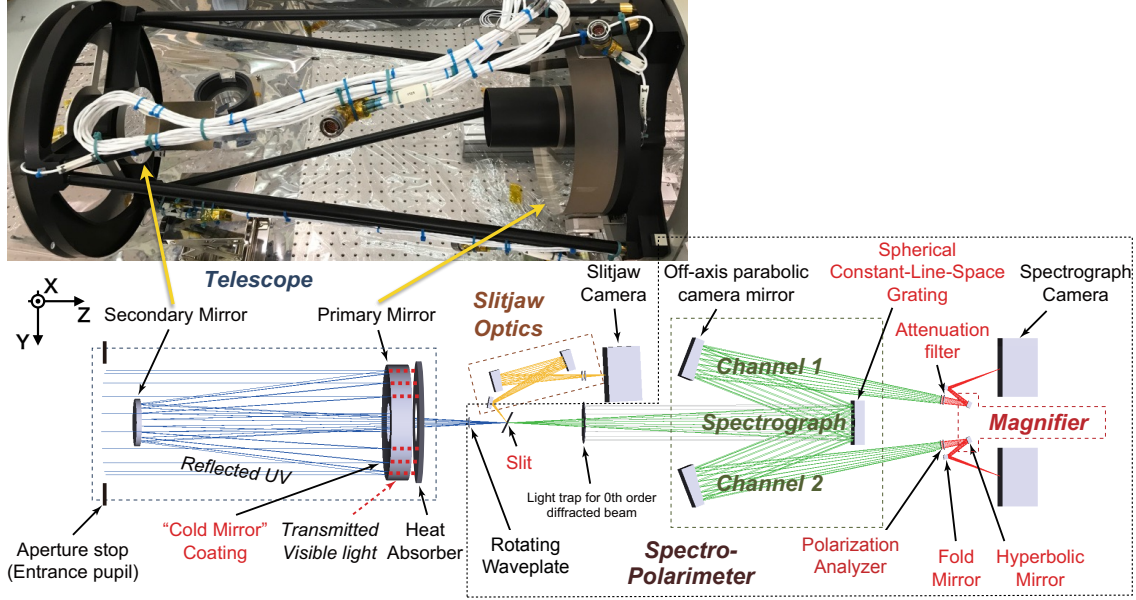 Telescope
X
Z
Y
Secondary Mirror
Primary Mirror
Slitjaw
Optics
Slitjaw
Camera
Off-axis parabolic
camera mirror
Spherical
Constant-Line-Space
Grating
Spectrograph
Camera
Attenuation
filter
Channel 1
Spectrograph
Channel 2
Magnifier
Reflected UV
Slit
Light trap for 0th order
diffracted beam
Aperture stop
(Entrance pupil)
“Cold Mirror”
Coating
Transmitted
Visible light
Heat
Absorber
Rotating
Waveplate
Spectro-
Polarimeter
Polarization
Analyzer
Fold
Mirror
Hyperbolic
Mirror